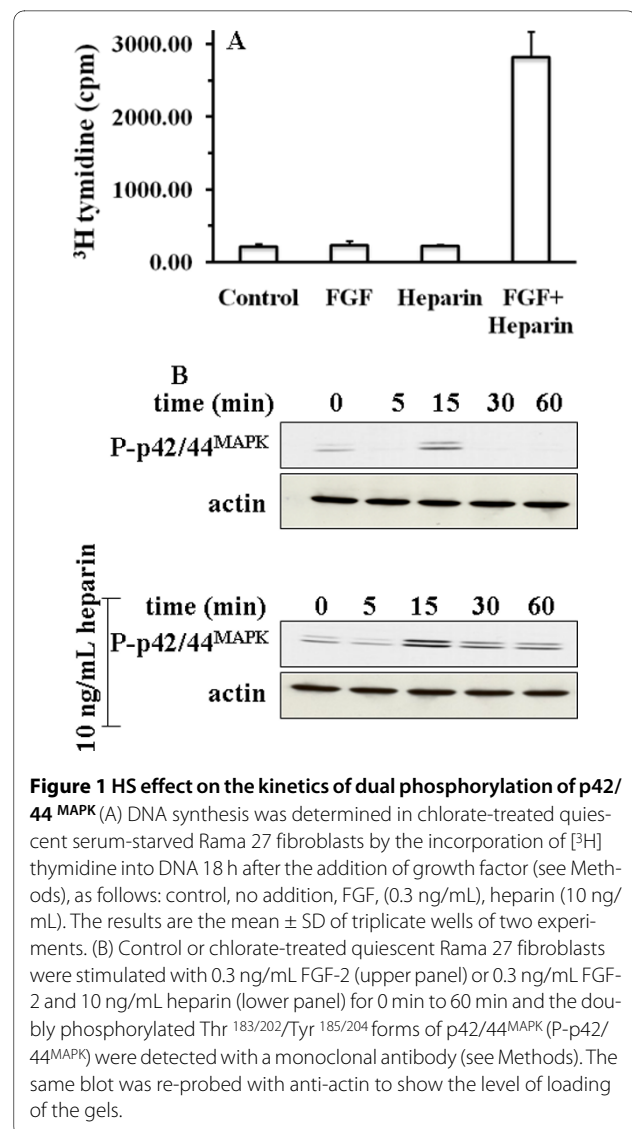 A
3000.00
2000.00
1000.00
0.00
³H tymidine (cpm)
Control FGF Heparin FGF+
Heparin
B
time (min) 0 5 15 30 60
P-p42/44ᴹᴬᴾᴷ
actin
10 ng/mL heparin
time (min) 0 5 15 30 60
P-p42/44ᴹᴬᴾᴷ
actin
Figure 1 HS effect on the kinetics of dual phosphorylation of p42/
44 ᴹᴬᴾᴷ (A) DNA synthesis was determined in chlorate-treated quies-
cent serum-starved Rama 27 fibroblasts by the incorporation of [³H]
thymidine into DNA 18 h after the addition of growth factor (see Meth-
ods), as follows: control, no addition, FGF, (0.3 ng/mL), heparin (10 ng/
mL). The results are the mean ± SD of triplicate wells of two experi-
ments. (B) Control or chlorate-treated quiescent Rama 27 fibroblasts
were stimulated with 0.3 ng/mL FGF-2 (upper panel) or 0.3 ng/mL FGF-
2 and 10 ng/mL heparin (lower panel) for 0 min to 60 min and the dou-
bly phosphorylated Thr ¹⁸³/²⁰²/Tyr ¹⁸⁵/²⁰⁴ forms of p42/44ᴹᴬᴾᴷ (P-p42/
44ᴹᴬᴾᴷ) were detected with a monoclonal antibody (see Methods). The
same blot was re-probed with anti-actin to show the level of loading
of the gels.